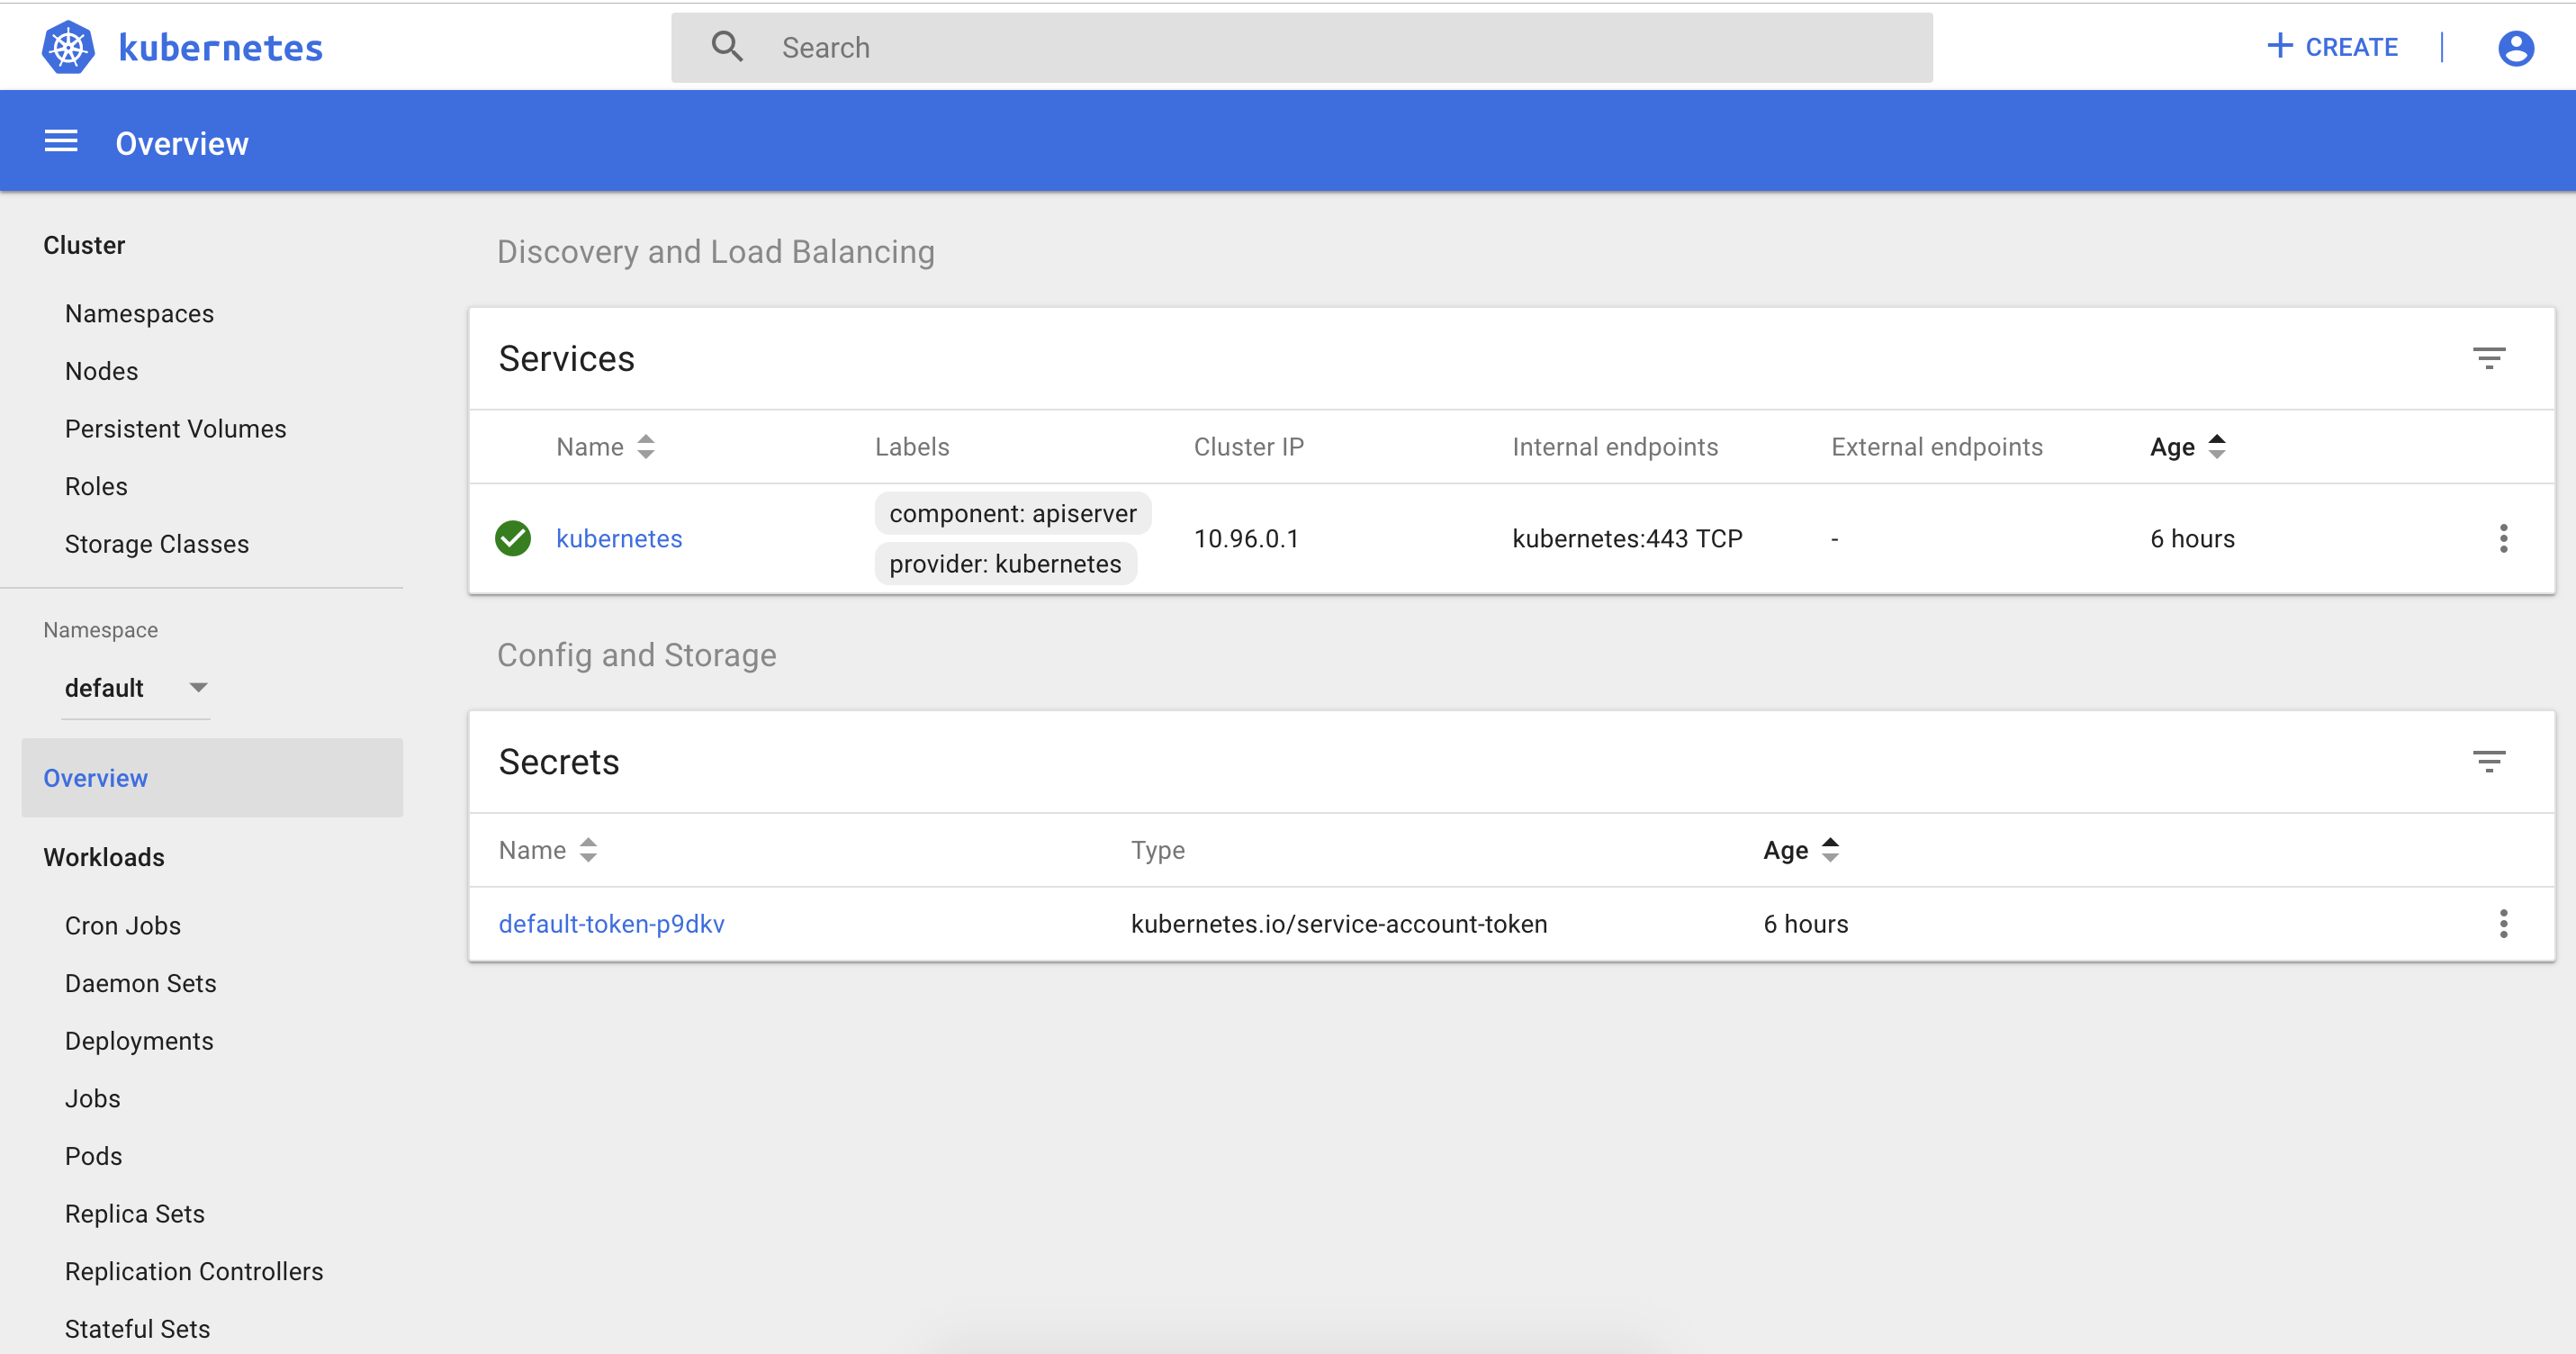 kubernetes
Search
CREATE
Overview
Cluster
Namespaces
Nodes
Persistent Volumes
Roles
Storage Classes
Namespace
default
Overview
Workloads
Cron Jobs
Daemon Sets
Deployments
Jobs
Pods
Replica Sets
Replication Controllers
Stateful Sets
Discovery and Load Balancing
Services
Name Labels Cluster IP Internal endpoints External endpoints Age
kubernetes component: apiserver 10.96.0.1 kubernetes:443 TCP - 6 hours
provider: kubernetes
Config and Storage
Secrets
Name Type Age
default-token-p9dkv kubernetes.io/service-account-token 6 hours